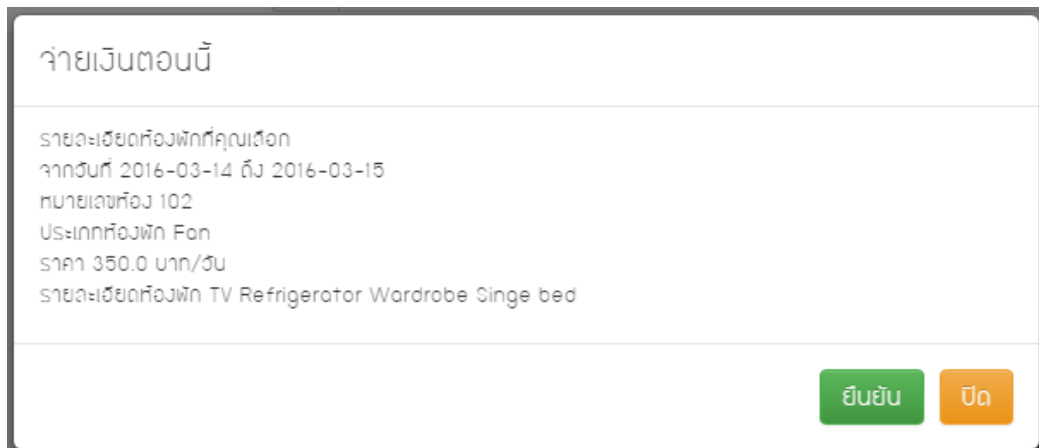 จ่ายเงินตอนนี้
รายละเอียดห้องพักที่คุณเลือก
จากวันที่ 2016-03-14 ถึง 2016-03-15
หมายเลขห้อง 102
ประเภทห้องพัก Fan
ราคา 350.0 บาท/วัน
รายละเอียดห้องพัก TV Refrigerator Wardrobe Singe bed
ยืนยัน ปิด